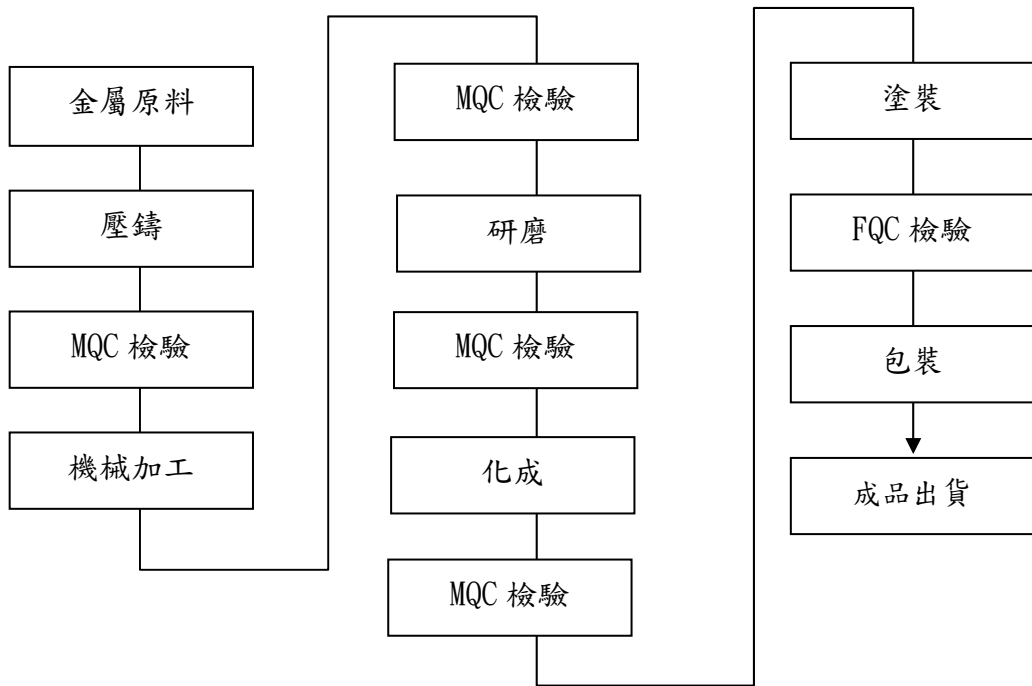 金屬原料
壓鑄
MQC 檢驗
機械加工
MQC 檢驗
研磨
MQC 檢驗
化成
MQC 檢驗
塗裝
FQC 檢驗
包裝
成品出貨